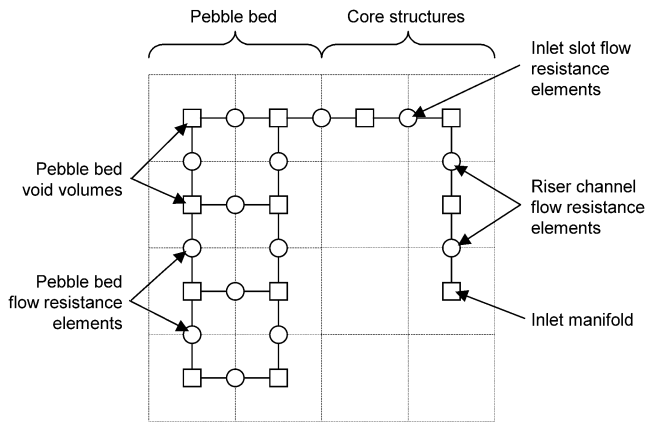 Pebble bed
Core structures
Inlet slot flow
resistance
elements
Pebble bed
void volumes
Riser channel
flow resistance
elements
Pebble bed
flow resistance
elements
Inlet manifold